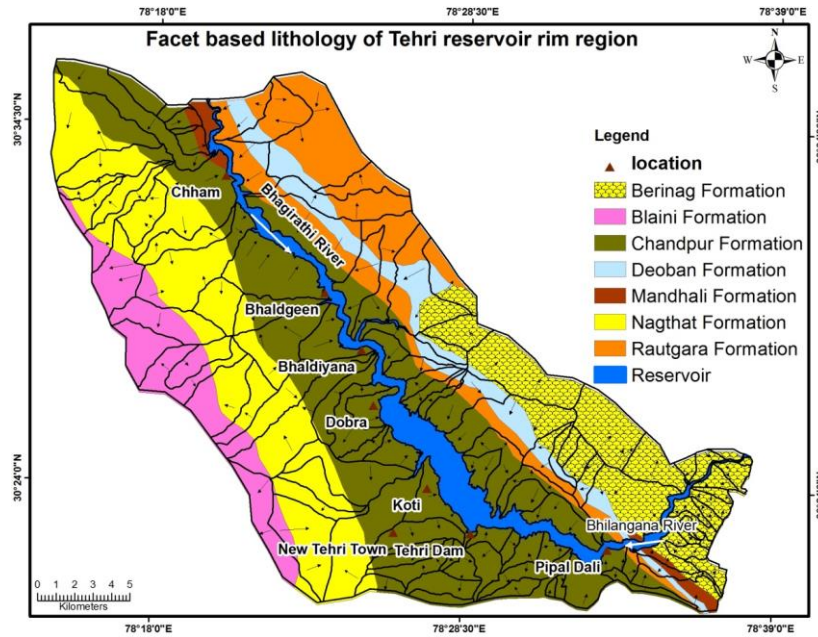 78°18'0"E
78°28'30"E
78°39'0"E
Facet based lithology of Tehri reservoir rim region
N
W E
S
30°34'30"N
Legend
location
Berinag Formation
Blaini Formation
Chandpur Formation
Deoban Formation
Mandhali Formation
Nagthat Formation
Rautgara Formation
Reservoir
Chham
Bhagirathi River
Bhaldgeen
Bhaldiyana
Dobra
30°24'0"N
Koti
Bhilangana River
New Tehri Town
Tehri Dam
Pipal Dali
0 1 2 3 4 5
Kilometers
78°18'0"E
78°28'30"E
78°39'0"E